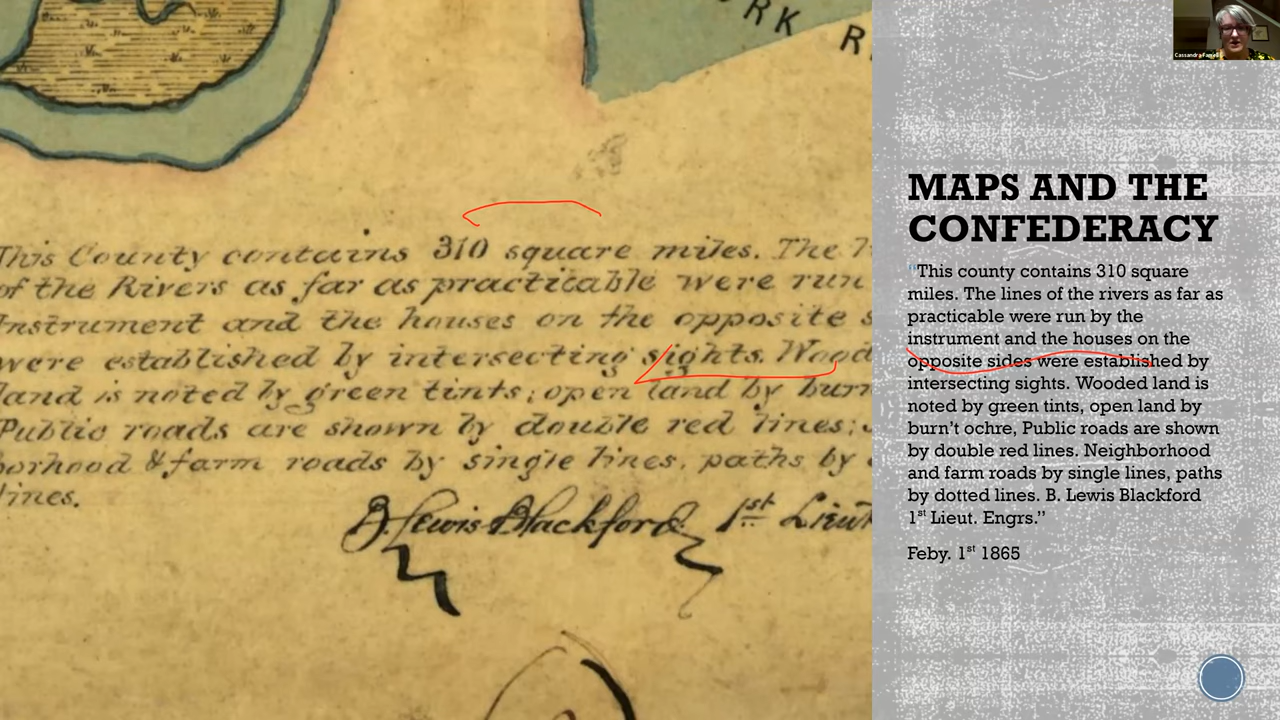 ORK R
This County contains 310 square miles. The
of the Rivers as far as practicable were run
Instrument and the houses on the opposite s
were established by intersecting sights. Wood
land is noted by green tints; open land by burn
Public roads are shown by double red lines;
borhood & farm roads by single lines, paths by
lines.
B. Lewis Blackford 1st Lieut
MAPS AND THE
CONFEDERACY
“This county contains 310 square
miles. The lines of the rivers as far as
practicable were run by the
instrument and the houses on the
opposite sides were established by
intersecting sights. Wooded land is
noted by green tints, open land by
burn’t ochre, Public roads are shown
by double red lines. Neighborhood
and farm roads by single lines, paths
by dotted lines. B. Lewis Blackford
1st Lieut. Engrs.”
Feby. 1st 1865